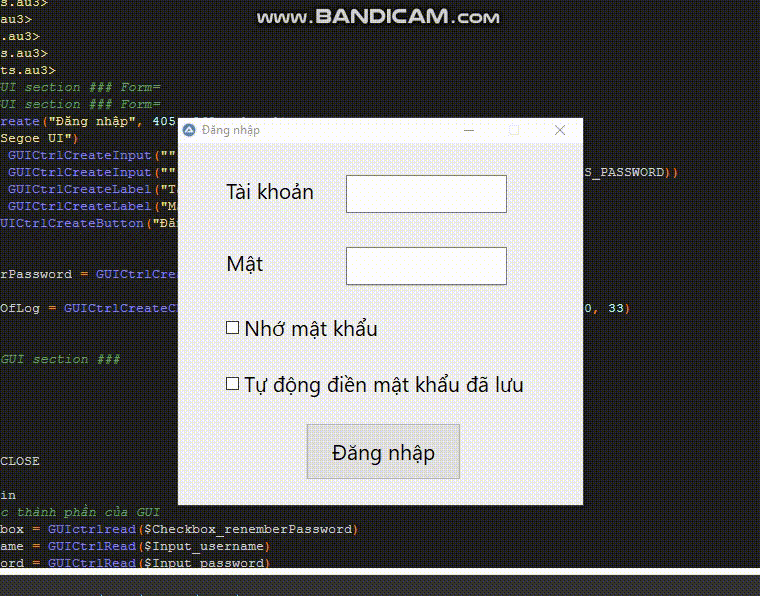 www.BANDICAM.com
s.au3>
au3>
.au3>
s.au3>
ts.au3>
UI section ### Form=
UI section ### Form=
reate("Đăng nhập", 405
Segoe UI")
GUICtrlCreateInput(""
GUICtrlCreateInput("" S_PASSWORD))
GUICtrlCreateLabel("T
GUICtrlCreateLabel("M
UICtrlCreateButton("Đă
rPassword = GUICtrlCre
OfLog = GUICtrlCreateC 0, 33)
GUI section ###
CLOSE
in
c thành phần của GUI
box = GUIctrlread($Checkbox_renemberPassword)
ame = GUICtrlRead($Input_username)
ord = GUICtrlRead($Input_password)
Đăng nhập
Tài khoản
Mật
Nhớ mật khẩu
Tự động điền mật khẩu đã lưu
Đăng nhập